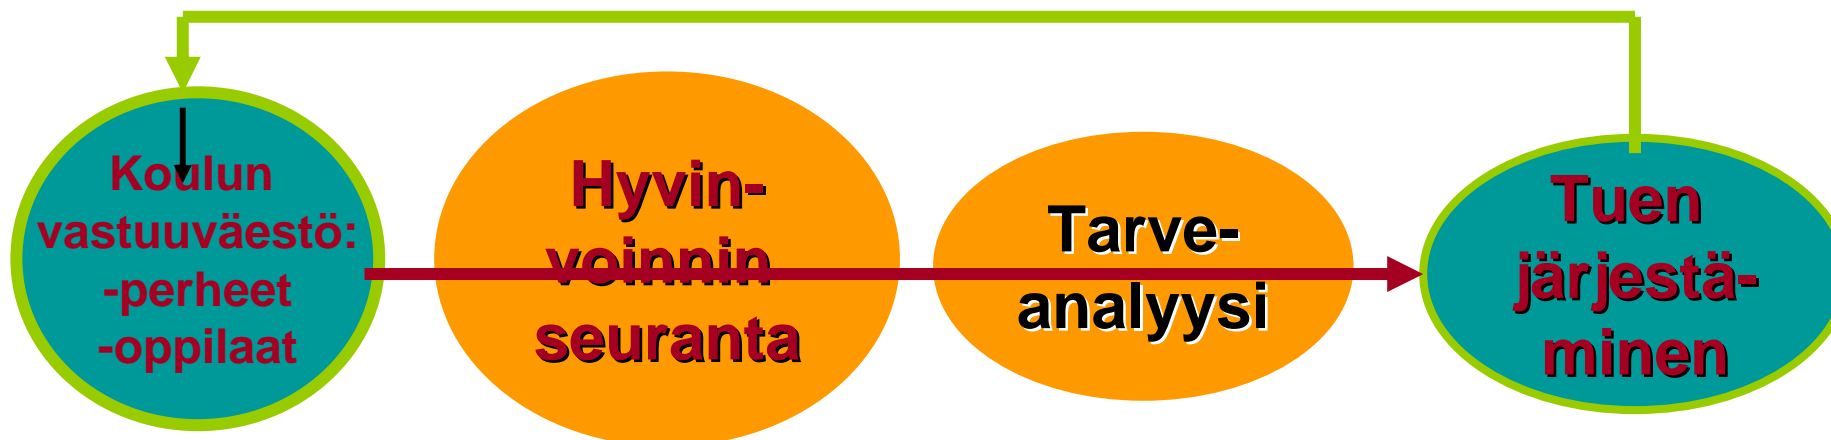 Koulun
vastuuväestö:
-perheet
-oppilaat
Hyvin-
voinnin
seuranta
Tarve-
analyysi
Tuen
järjestä-
minen